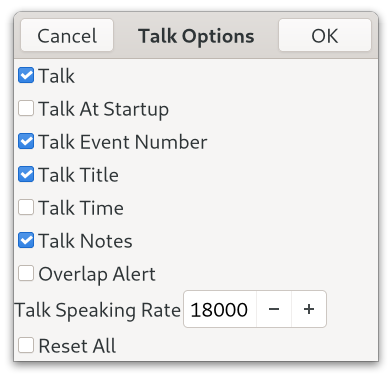 Cancel Talk Options OK
Talk
Talk At Startup
Talk Event Number
Talk Title
Talk Time
Talk Notes
Overlap Alert
Talk Speaking Rate 18000 − +
Reset All